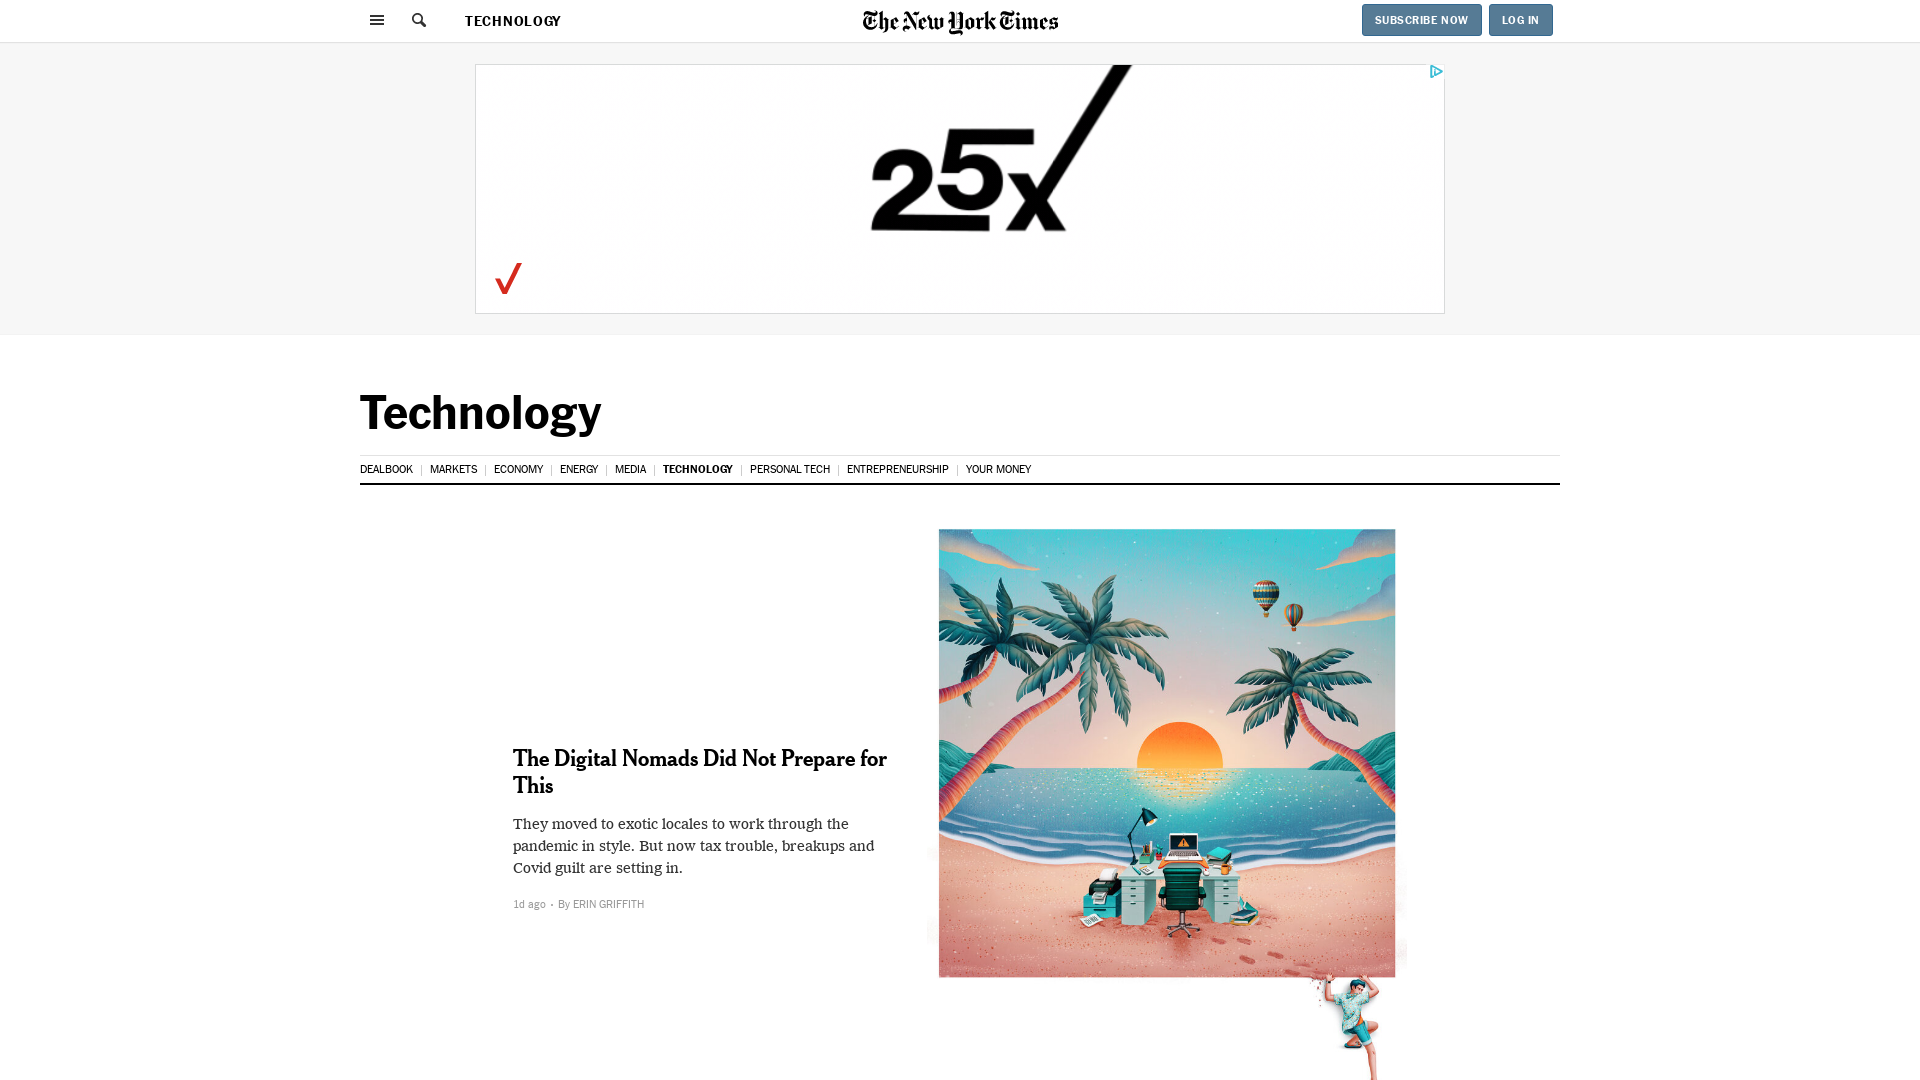 TECHNOLOGY
The New York Times
SUBSCRIBE NOW
LOG IN
25x
Technology
DEALBOOK | MARKETS | ECONOMY | ENERGY | MEDIA | TECHNOLOGY | PERSONAL TECH | ENTREPRENEURSHIP | YOUR MONEY
The Digital Nomads Did Not Prepare for
This
They moved to exotic locales to work through the
pandemic in style. But now tax trouble, breakups and
Covid guilt are setting in.
1d ago • By ERIN GRIFFITH